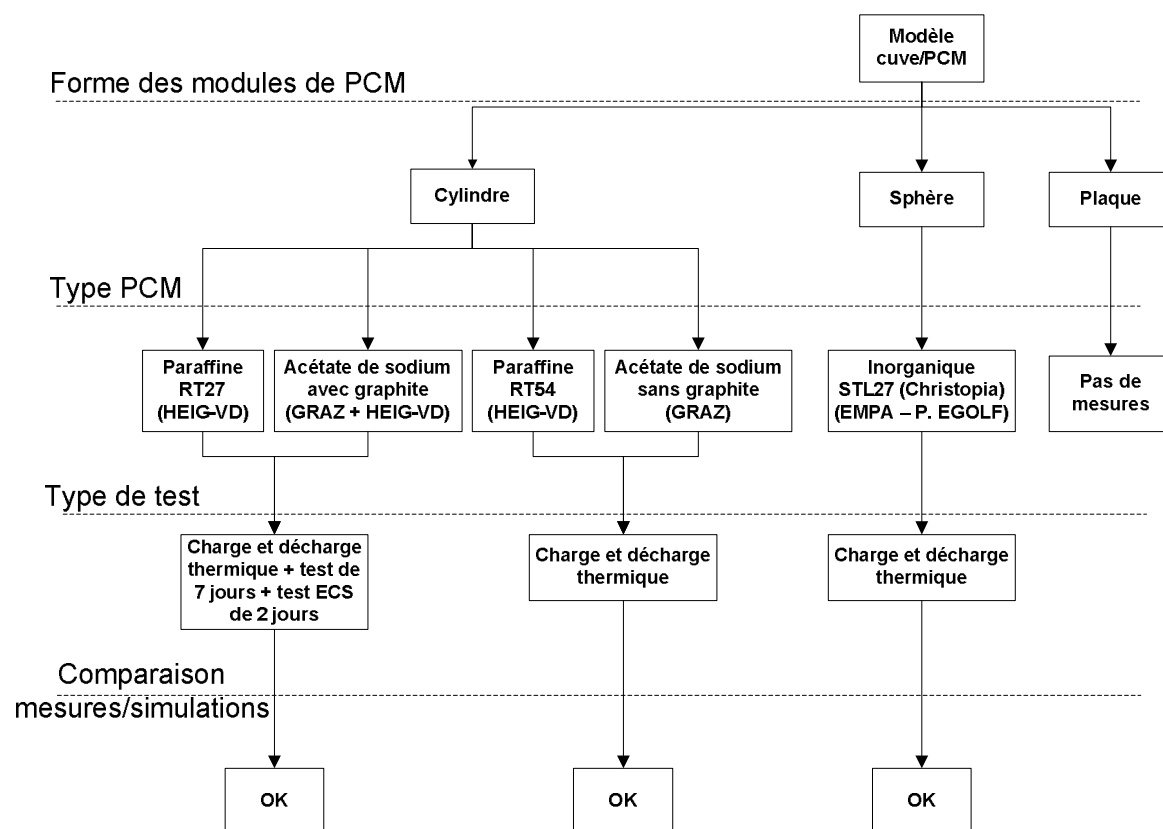 Modèle
cuve/PCM
Forme des modules de PCM
Cylindre
Sphère
Plaque
Type PCM
Paraffine
RT27
(HEIG-VD)
Acétate de sodium
avec graphite
(GRAZ + HEIG-VD)
Paraffine
RT54
(HEIG-VD)
Acétate de sodium
sans graphite
(GRAZ)
Inorganique
STL27 (Christopia)
(EMPA – P. EGOLF)
Pas de
mesures
Type de test
Charge et décharge
thermique + test de
7 jours + test ECS
de 2 jours
Charge et décharge
thermique
Charge et décharge
thermique
Comparaison
mesures/simulations
OK
OK
OK